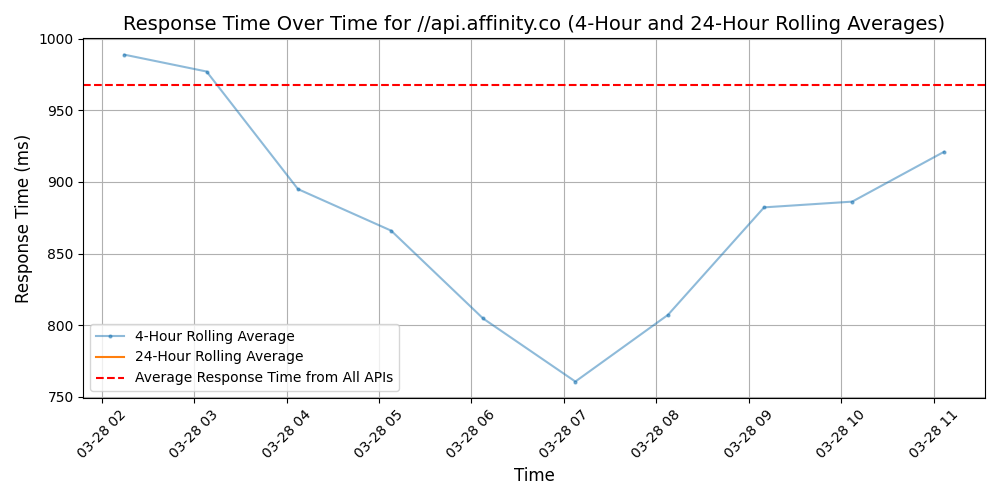 Response Time Over Time for //api.affinity.co (4-Hour and 24-Hour Rolling Averages)
Response Time (ms)
1000
950
900
850
800
750
4-Hour Rolling Average
24-Hour Rolling Average
Average Response Time from All APIs
03-28 02
03-28 03
03-28 04
03-28 05
03-28 06
03-28 07
03-28 08
03-28 09
03-28 10
03-28 11
Time